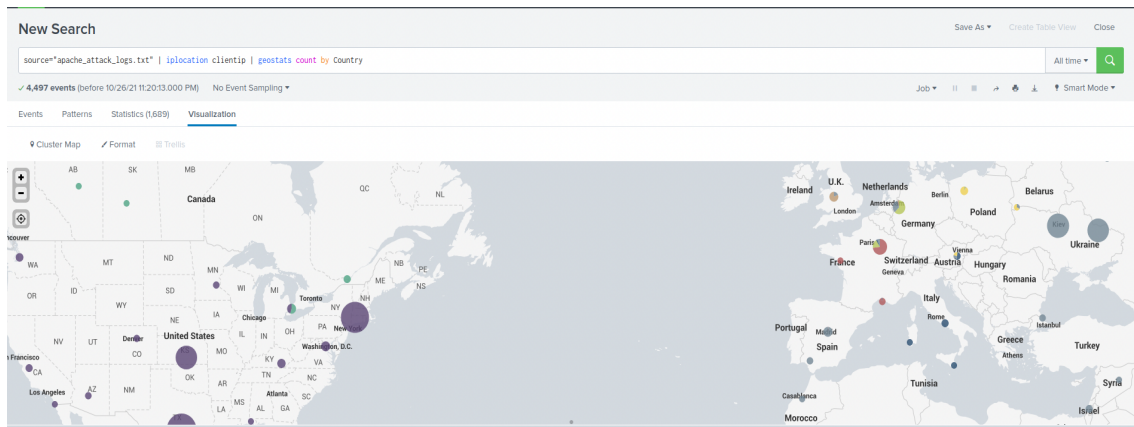 New Search
Save As ▾ Create Table View Close
source="apache_attack_logs.txt" | iplocation clientip | geostats count by Country
All time ▾
✓ 4,497 events (before 10/26/21 11:20:13.000 PM) No Event Sampling ▾
Job ▾ Smart Mode ▾
Events Patterns Statistics (1,689) Visualization
Cluster Map Format Trellis
+
−
AB SK MB
Canada
QC
NL
ON
ncouver
WA
MT
ND
MN
NB
PE
ME
NS
OR
ID
SD
WI
MI
Toronto
NH
WY
IA
Chicago
NY
NE
IL
IN
OH
PA
New York
NV
UT
Denver
United States
Washington, D.C.
CO
KS
MO
KY
VA
Francisco
CA
OK
TN
NC
Los Angeles
AZ
NM
AR
Atlanta
SC
MS
AL
GA
LA
TX
U.K.
Ireland
Netherlands
Berlin
Belarus
Amsterd
London
Poland
Germany
Kiev
Ukraine
Paris
Vienna
France
Switzerland
Austria
Hungary
Geneva
Romania
Italy
Rome
Istanbul
Portugal
Madrid
Spain
Greece
Turkey
Athens
Tunisia
Syria
Casablanca
Israel
Morocco